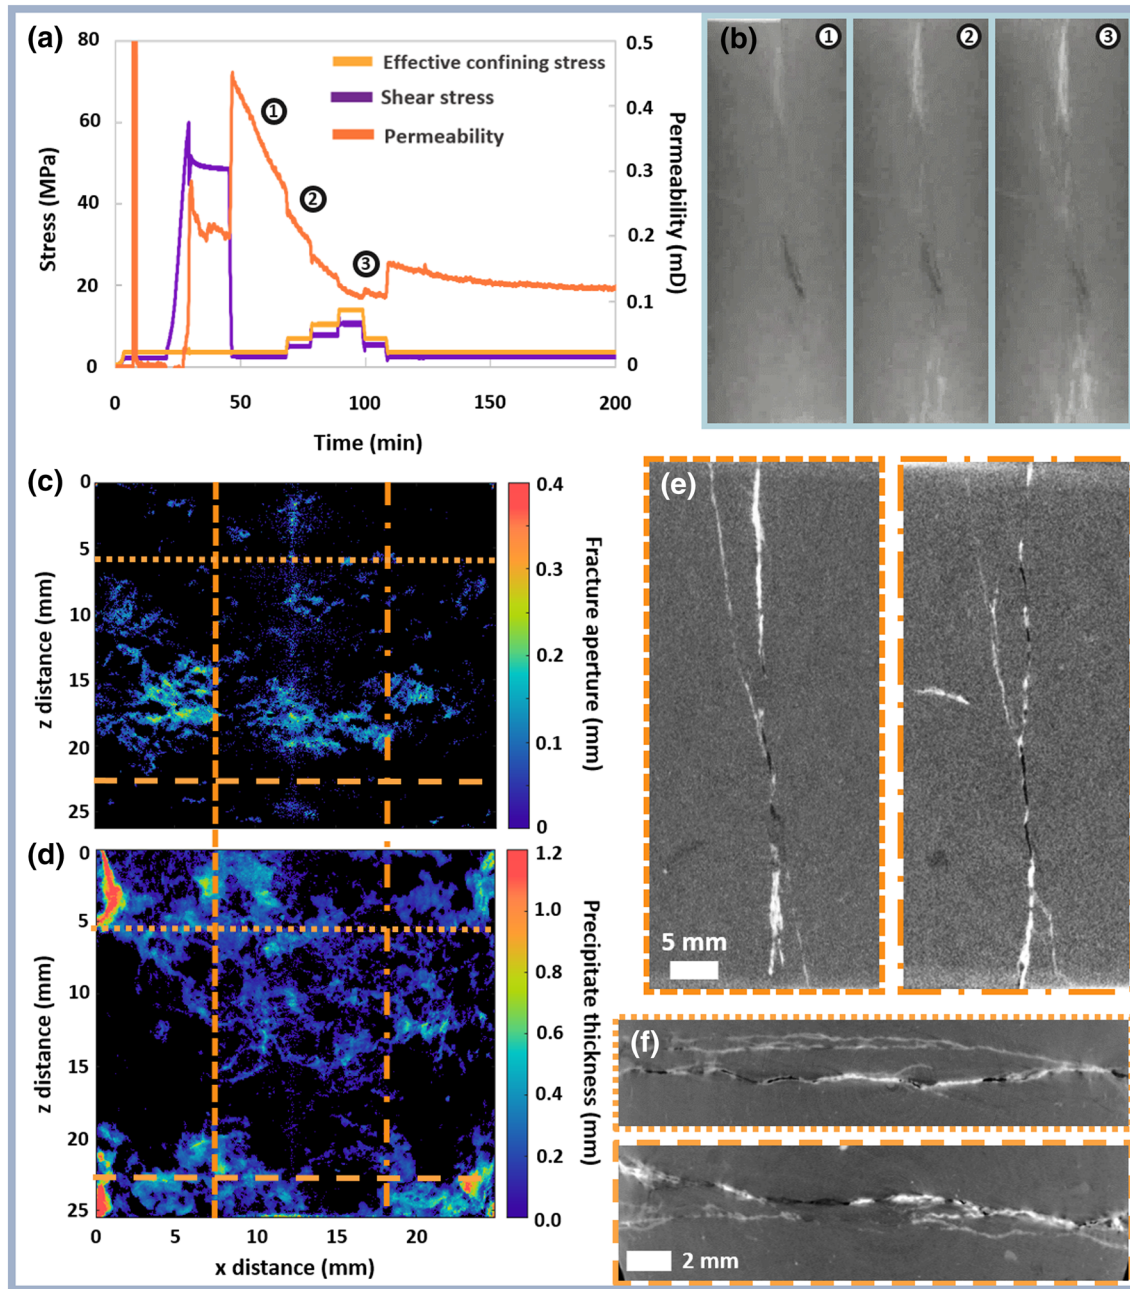 (a)
80
60
40
20
0
Stress (MPa)
0.5
0.4
0.3
0.2
0.1
0
Permeability (mD)
Effective confining stress
Shear stress
Permeability
1
2
3
0 50 100 150 200
Time (min)
(b)
1
2
3
(c)
0
5
10
15
20
25
z distance (mm)
0.4
0.3
0.2
0.1
0
Fracture aperture (mm)
(d)
0
5
10
15
20
25
z distance (mm)
0 5 10 15 20 25
x distance (mm)
1.2
1.0
0.8
0.6
0.4
0.2
0.0
Precipitate thickness (mm)
(e)
5 mm
(f)
2 mm